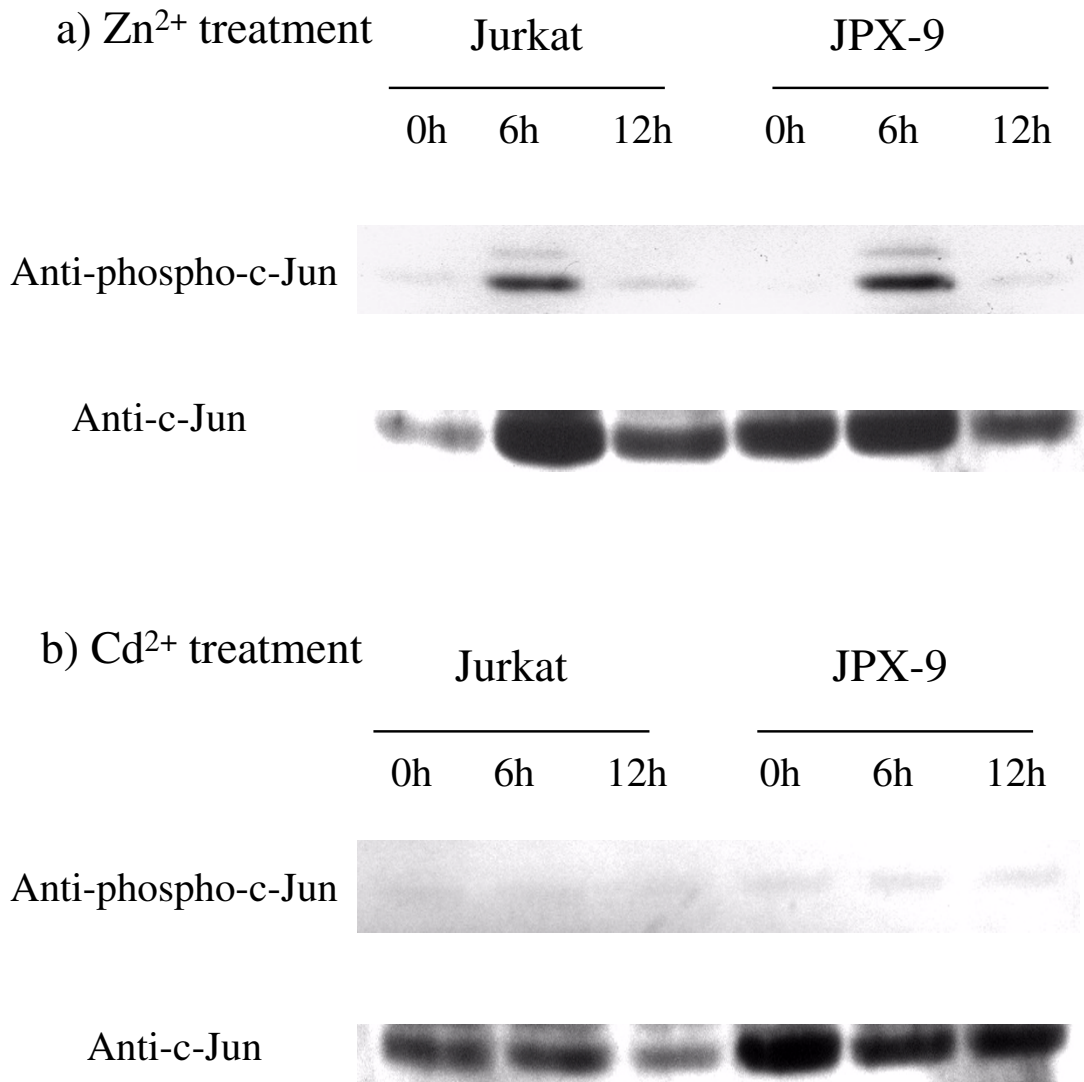 a) Zn²⁺ treatment
Jurkat JPX-9
0h 6h 12h 0h 6h 12h
Anti-phospho-c-Jun
Anti-c-Jun
b) Cd²⁺ treatment
Jurkat JPX-9
0h 6h 12h 0h 6h 12h
Anti-phospho-c-Jun
Anti-c-Jun